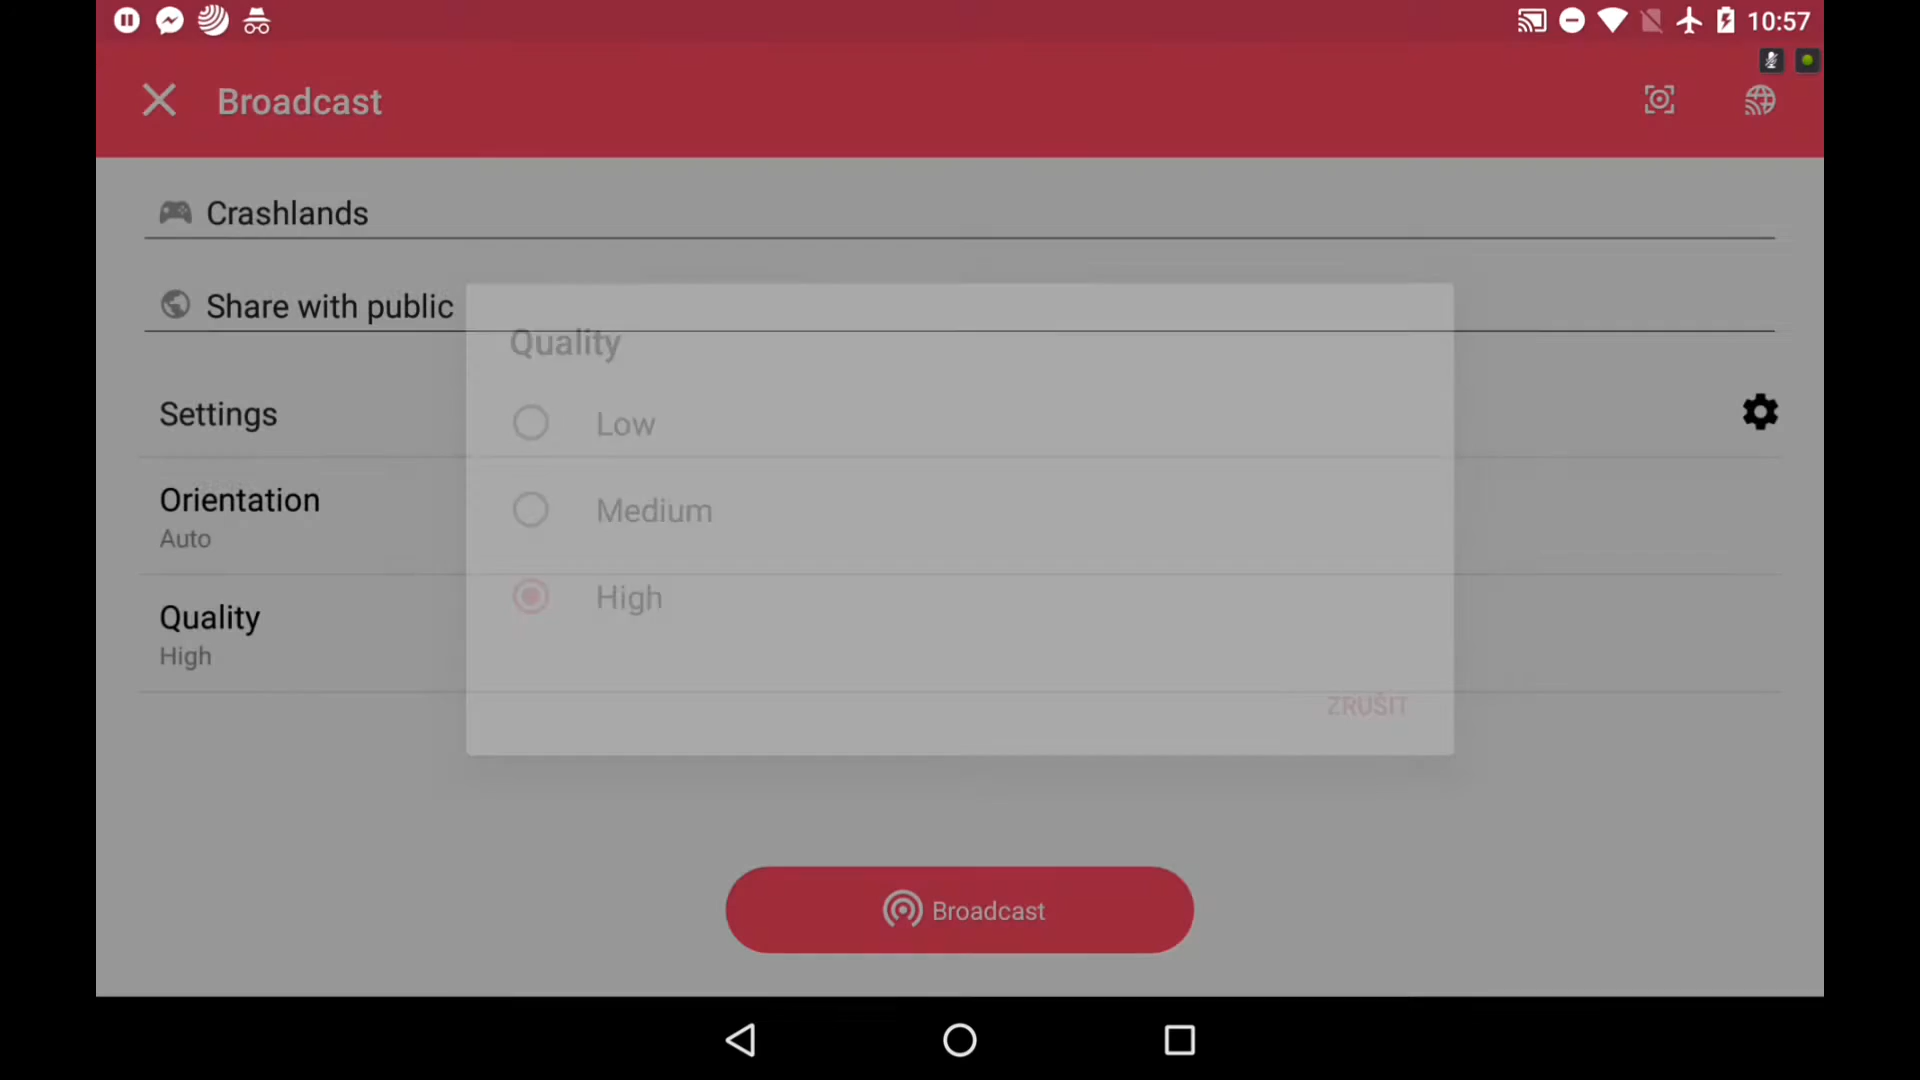 10:57
Broadcast
Crashlands
Share with public
Quality
Low
Settings
Orientation
Medium
Auto
High
Quality
High
ZRUŠIT
Broadcast